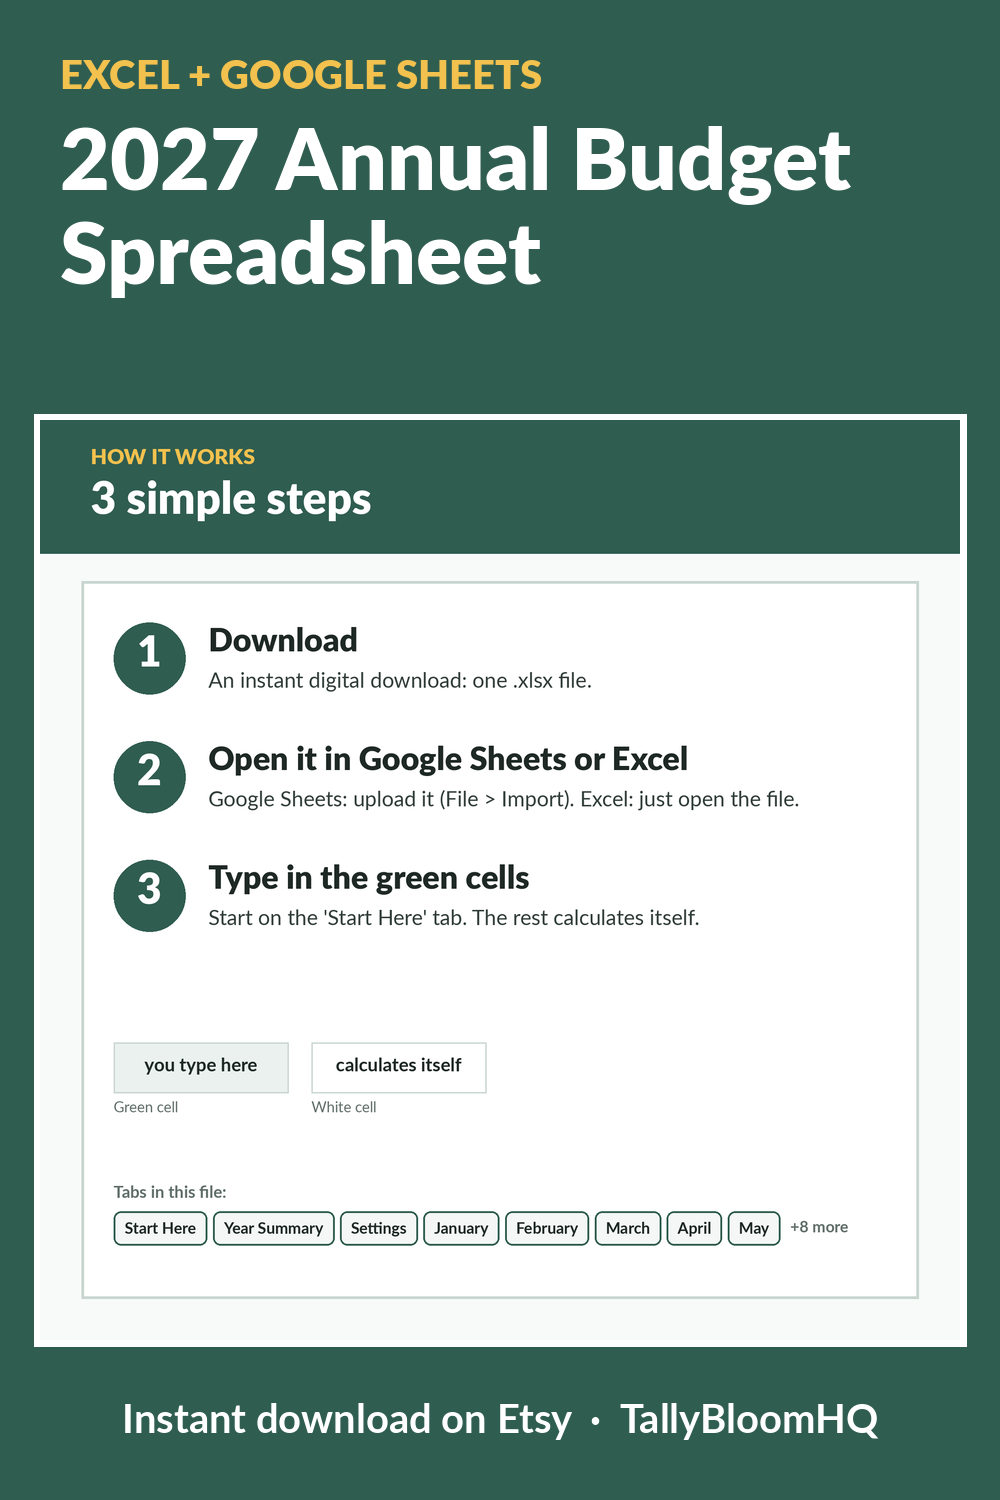 EXCEL + GOOGLE SHEETS
2027 Annual Budget
Spreadsheet
HOW IT WORKS
3 simple steps
1
Download
An instant digital download: one .xlsx file.
2
Open it in Google Sheets or Excel
Google Sheets: upload it (File > Import). Excel: just open the file.
3
Type in the green cells
Start on the 'Start Here' tab. The rest calculates itself.
you type here
calculates itself
Green cell
White cell
Tabs in this file:
Start Here Year Summary Settings January February March April May +8 more
Instant download on Etsy · TallyBloomHQ